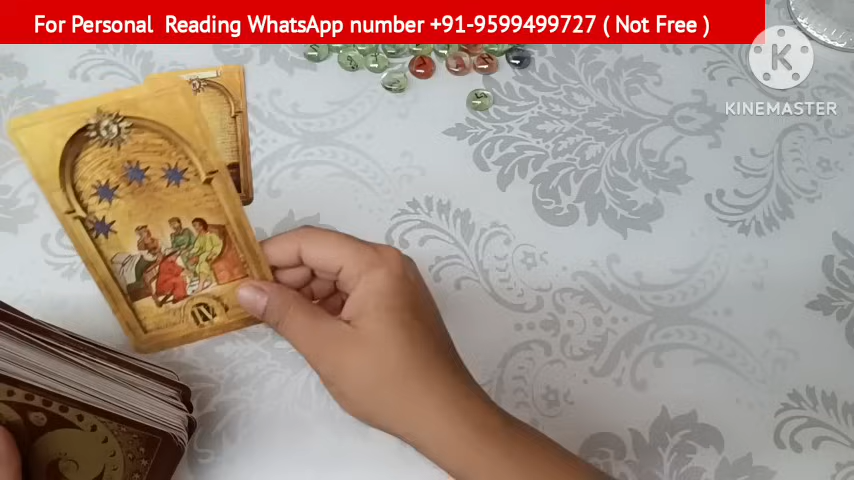 For Personal Reading WhatsApp number +91-9599499727 ( Not Free )
K
KINEMASTER
IV